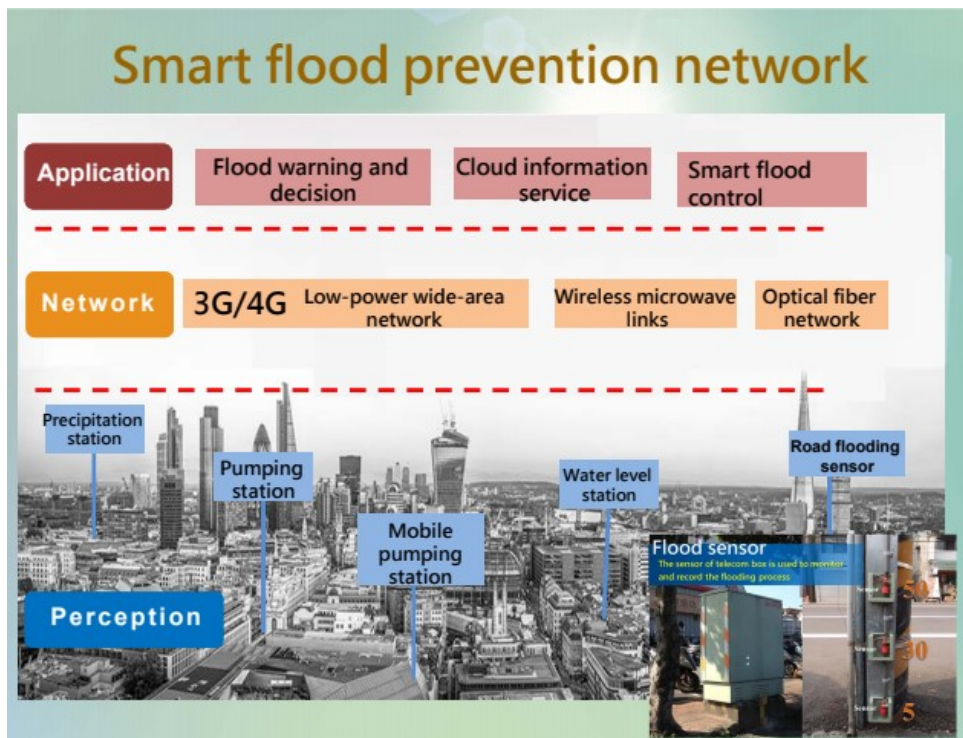 Smart flood prevention network
Application
Flood warning and
decision
Cloud information
service
Smart flood
control
Network
3G/4G Low-power wide-area
network
Wireless microwave
links
Optical fiber
network
Precipitation
station
Pumping
station
Mobile
pumping
station
Water level
station
Road flooding
sensor
Perception
Flood sensor
The sensor of telecom box is used to monitor
and record the flooding process
Sensor 50
Sensor 30
Sensor 5